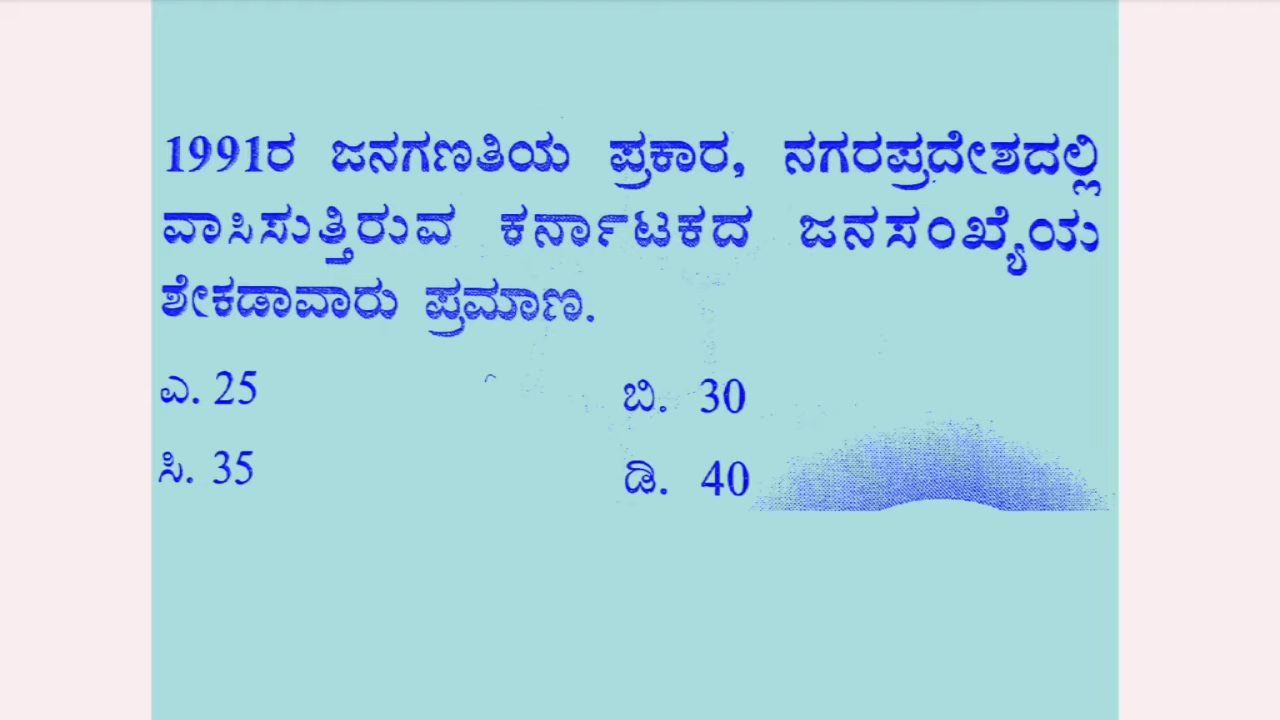 1991ರ ಜನಗಣತಿಯ ಪ್ರಕಾರ, ನಗರಪ್ರದೇಶದಲ್ಲಿ
ವಾಸಿಸುತ್ತಿರುವ ಕರ್ನಾಟಕದ ಜನಸಂಖ್ಯೆಯ
ಶೇಕಡಾವಾರು ಪ್ರಮಾಣ.
ಎ. 25 ಬಿ. 30
ಸಿ. 35 ಡಿ. 40